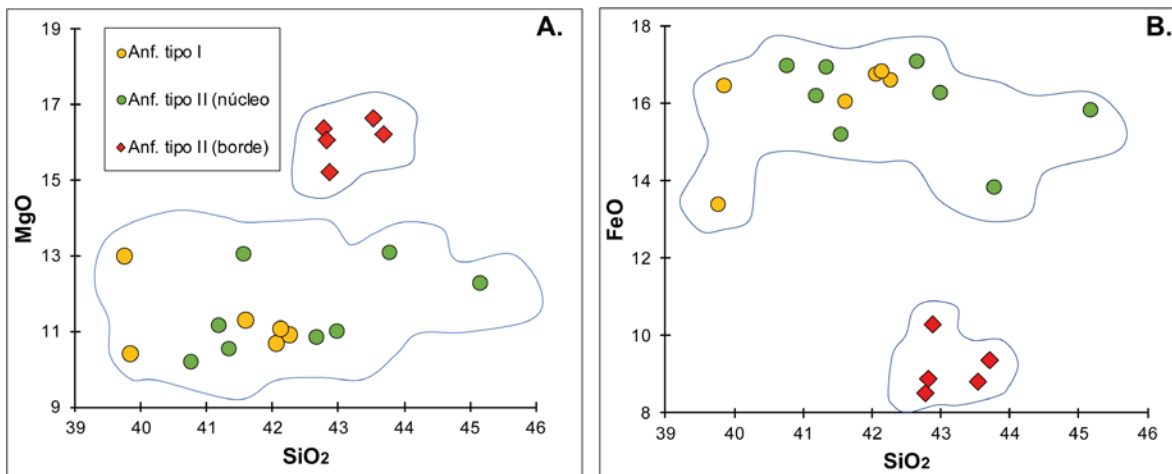 A.
19
17
15
13
11
9
MgO
Anf. tipo I
Anf. tipo II (núcleo
Anf. tipo II (borde)
39 40 41 42 43 44 45 46
SiO₂
B.
18
16
14
12
10
8
FeO
39 40 41 42 43 44 45 46
SiO₂